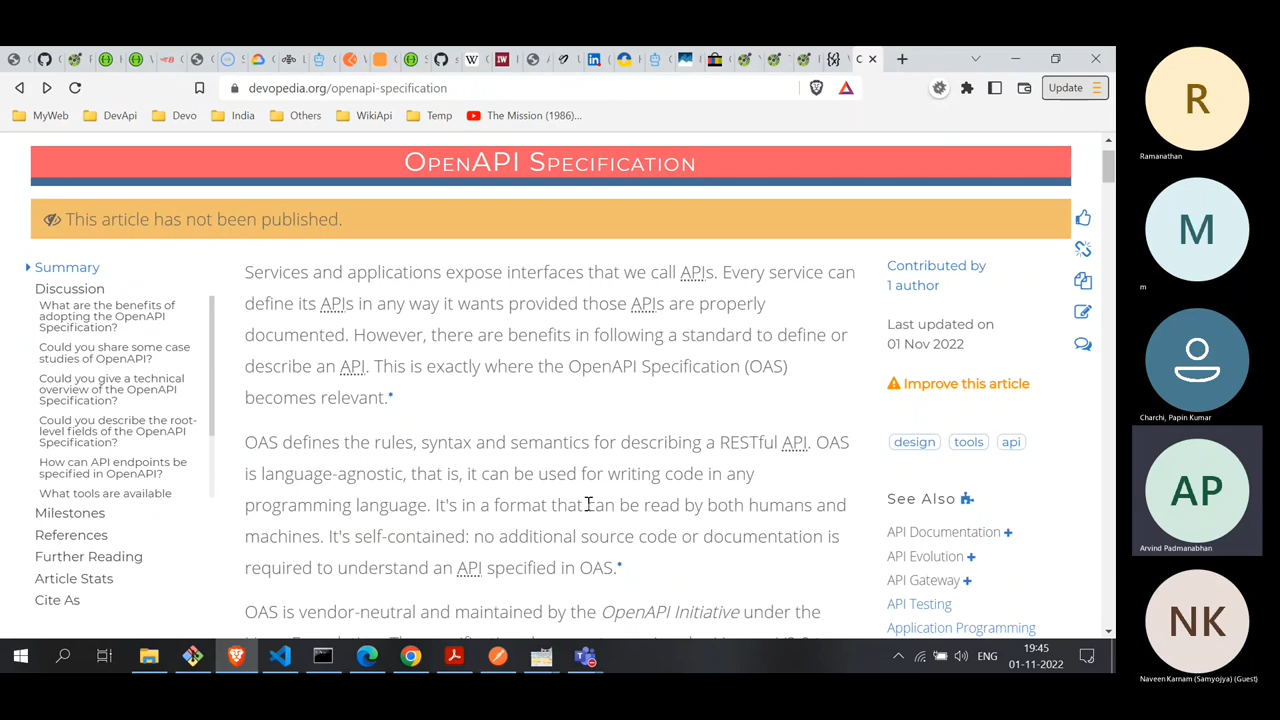 C
devopedia.org/openapi-specification
Update
MyWeb
DevApi
Devo
India
Others
WikiApi
Temp
The Mission (1986)...
OpenAPI Specification
This article has not been published.
Summary
Discussion
What are the benefits of
adopting the OpenAPI
Specification?
Could you share some case
studies of OpenAPI?
Could you give a technical
overview of the OpenAPI
Specification?
Could you describe the root-
level fields of the OpenAPI
Specification?
How can API endpoints be
specified in OpenAPI?
What tools are available
Milestones
References
Further Reading
Article Stats
Cite As
Services and applications expose interfaces that we call APIs. Every service can
define its APIs in any way it wants provided those APIs are properly
documented. However, there are benefits in following a standard to define or
describe an API. This is exactly where the OpenAPI Specification (OAS)
becomes relevant.*
OAS defines the rules, syntax and semantics for describing a RESTful API. OAS
is language-agnostic, that is, it can be used for writing code in any
programming language. It's in a format that can be read by both humans and
machines. It's self-contained: no additional source code or documentation is
required to understand an API specified in OAS.*
OAS is vendor-neutral and maintained by the OpenAPI Initiative under the
Contributed by
1 author
Last updated on
01 Nov 2022
Improve this article
design
tools
api
See Also
API Documentation +
API Evolution +
API Gateway +
API Testing
Application Programming
ENG
19:45
01-11-2022
R
Ramanathan
M
m
Charchi, Papin Kumar
AP
Arvind Padmanabhan
NK
Naveen Karnam (Samyojya) (Guest)